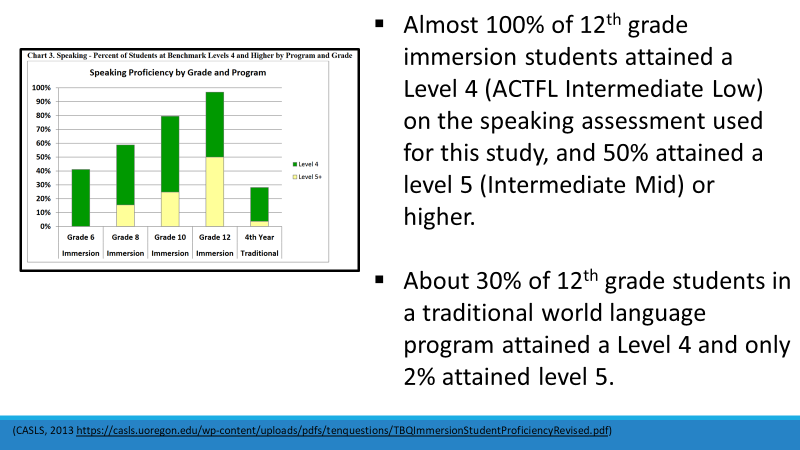 Chart 3. Speaking - Percent of Students at Benchmark Levels 4 and Higher by Program and Grade
Speaking Proficiency by Grade and Program
100%
90%
80%
70%
60%
50%
40%
30%
20%
10%
0%
Level 4
Level 5+
Grade 6 Grade 8 Grade 10 Grade 12 4th Year
Immersion Immersion Immersion Immersion Traditional
▪ Almost 100% of 12th grade
immersion students attained a
Level 4 (ACTFL Intermediate Low)
on the speaking assessment used
for this study, and 50% attained a
level 5 (Intermediate Mid) or
higher.
▪ About 30% of 12th grade students in
a traditional world language
program attained a Level 4 and only
2% attained level 5.
(CASLS, 2013 https://casls.uoregon.edu/wp-content/uploads/pdfs/tenquestions/TBQImmersionStudentProficiencyRevised.pdf)